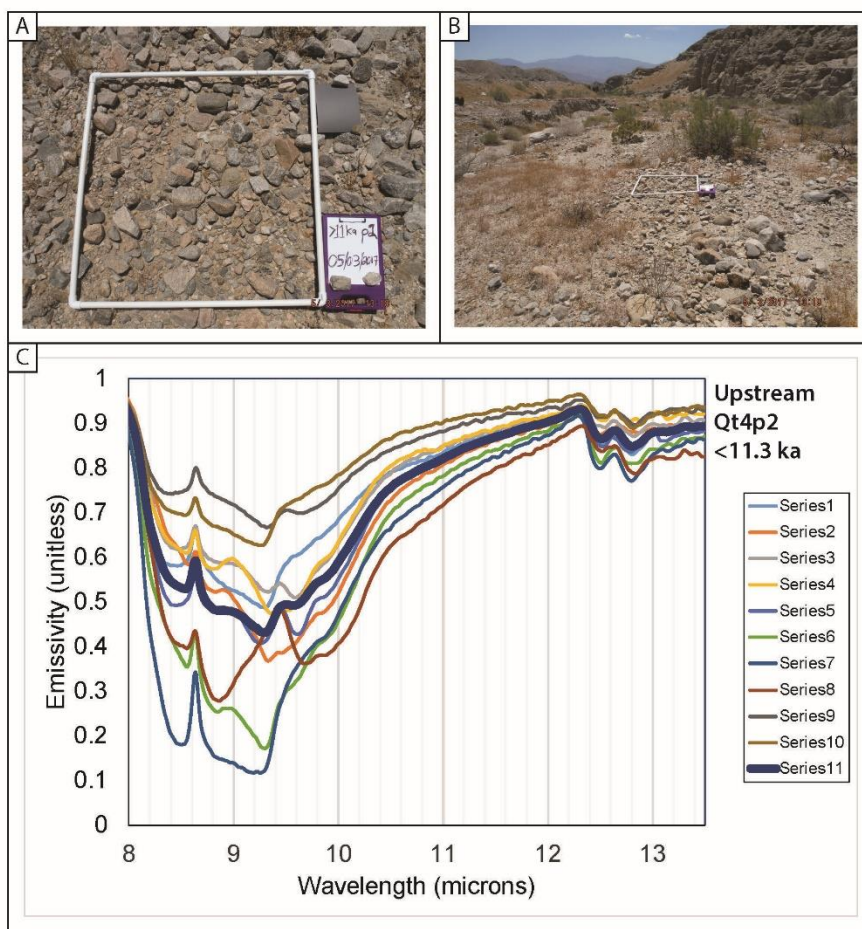 A
>11ka p2
05/03/2017
B
C
Upstream
Qt4p2
<11.3 ka
Emissivity (unitless)
1
0.9
0.8
0.7
0.6
0.5
0.4
0.3
0.2
0.1
0
8
9
10
11
12
13
Wavelength (microns)
Series1
Series2
Series3
Series4
Series5
Series6
Series7
Series8
Series9
Series10
Series11